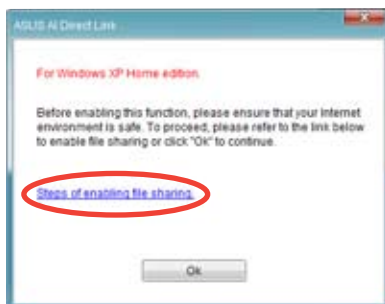 ASUS AI Direct Link
For Windows XP Home edition.
Before enabling this function, please ensure that your Internet
environment is safe. To proceed, please refer to the link below
to enable file sharing or click "Ok" to continue.
Steps of enabling file sharing.
Ok